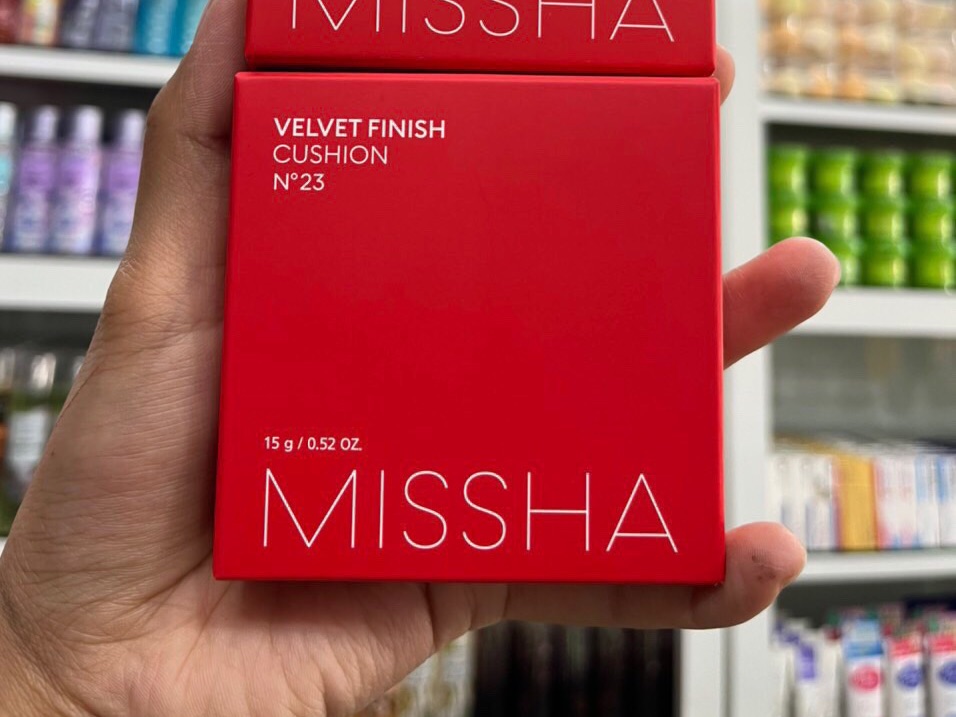 MISSHA
VELVET FINISH
CUSHION
N°23
15 g / 0.52 OZ.
MISSHA